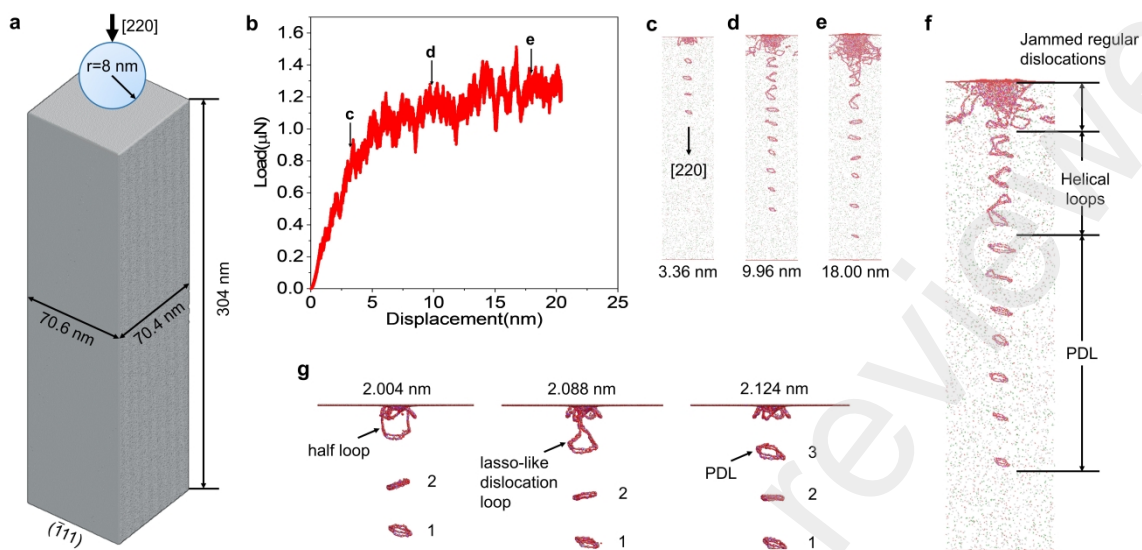 a
[220]
r=8 nm
304 nm
70.6 nm
70.4 nm
(1̄11)
b
Load(μN)
1.6
1.4
1.2
1.0
0.8
0.6
0.4
0.2
0.0
0
5
10
15
20
25
Displacement(nm)
c
d
e
c
d
e
[220]
3.36 nm
9.96 nm
18.00 nm
f
Jammed regular
dislocations
Helical
loops
PDL
g
2.004 nm
2.088 nm
2.124 nm
half loop
2
1
lasso-like
dislocation
loop
2
1
PDL
3
2
1
reviewe